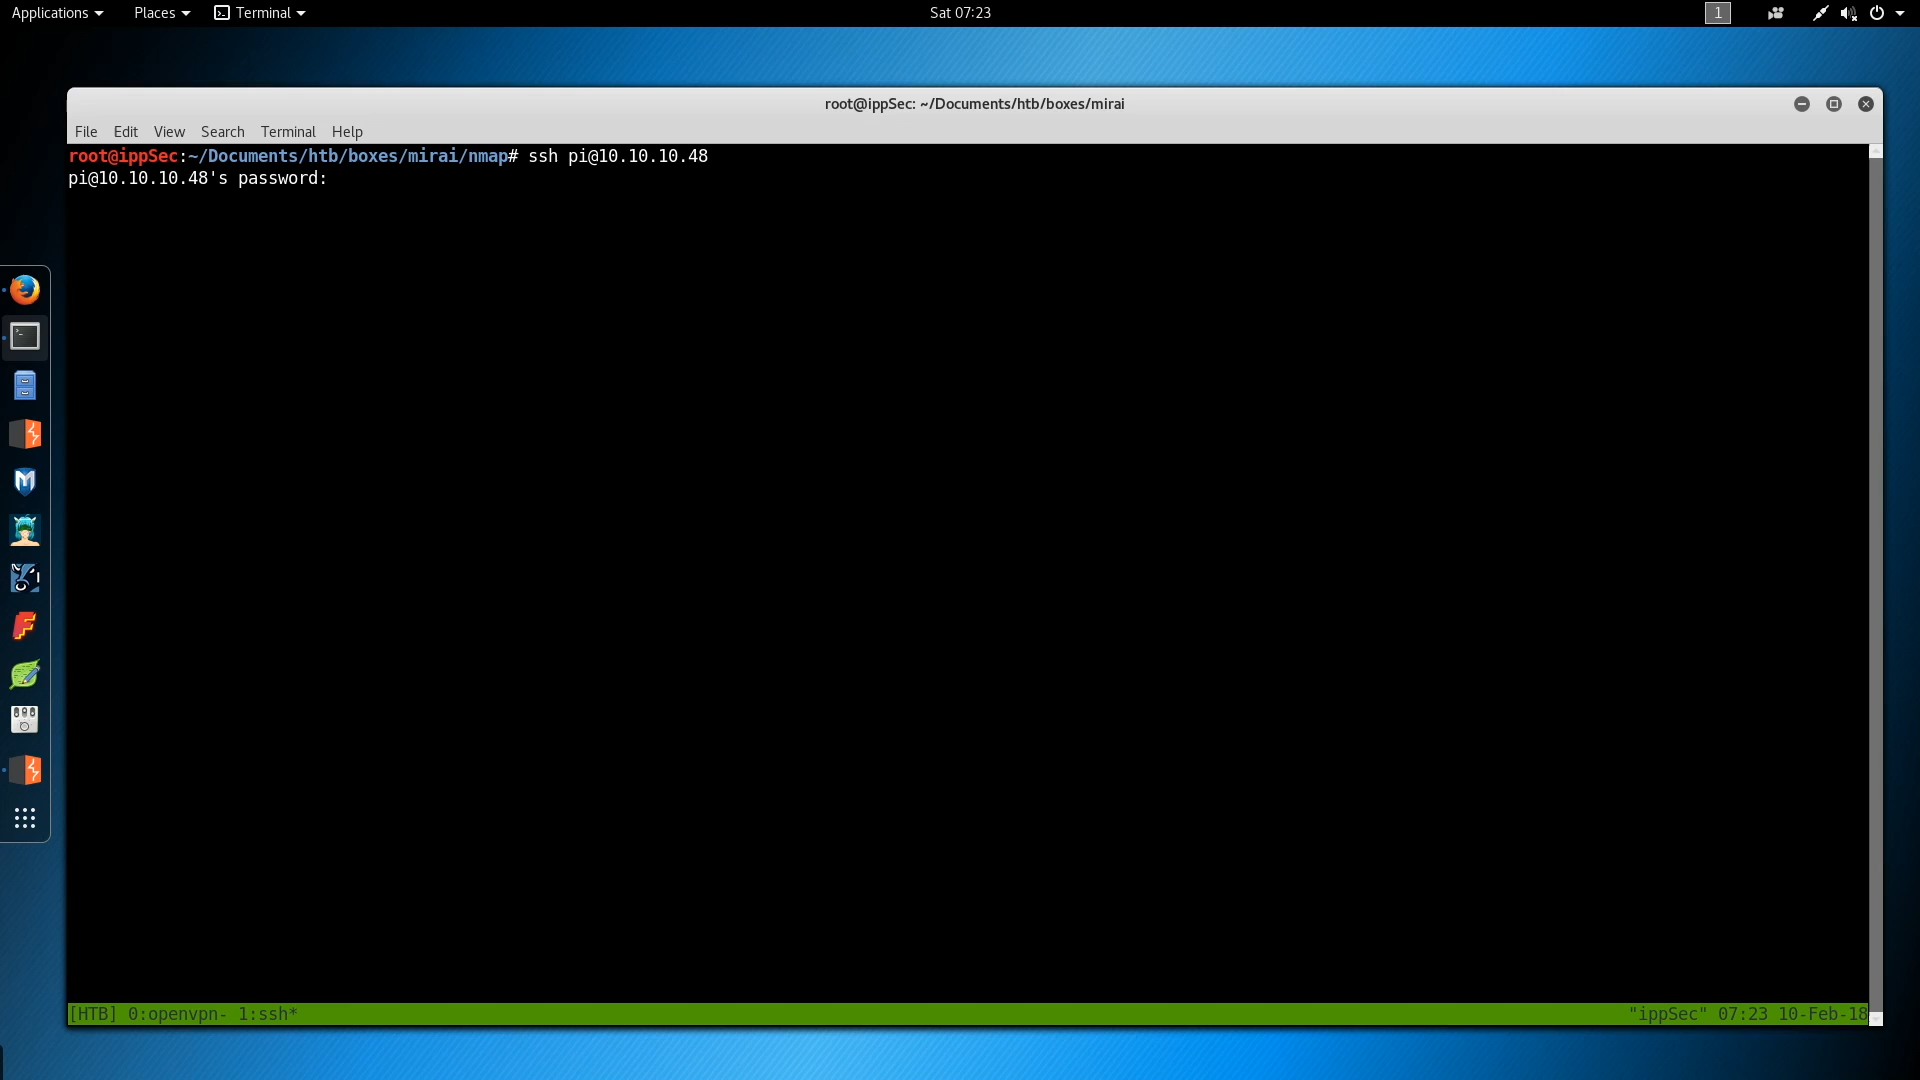 Applications Places Terminal Sat 07:23 1
root@ippSec: ~/Documents/htb/boxes/mirai
File Edit View Search Terminal Help
root@ippSec:~/Documents/htb/boxes/mirai/nmap# ssh pi@10.10.10.48
pi@10.10.10.48's password:
[HTB] 0:openvpn- 1:ssh* "ippSec" 07:23 10-Feb-18